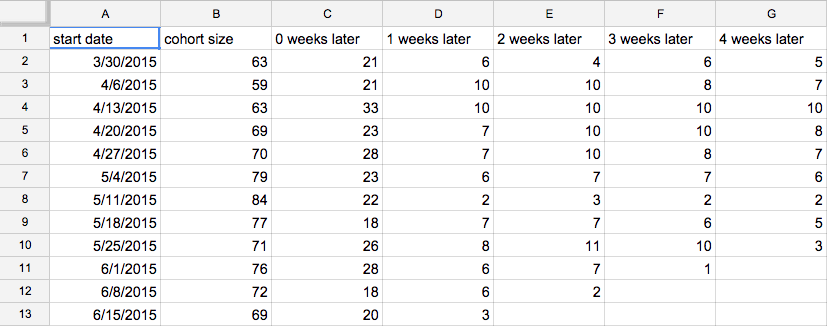 A B C D E F G
1 start date cohort size 0 weeks later 1 weeks later 2 weeks later 3 weeks later 4 weeks later
2 3/30/2015 63 21 6 4 6 5
3 4/6/2015 59 21 10 10 8 7
4 4/13/2015 63 33 10 10 10 10
5 4/20/2015 69 23 7 10 10 8
6 4/27/2015 70 28 7 10 8 7
7 5/4/2015 79 23 6 7 7 6
8 5/11/2015 84 22 2 3 2 2
9 5/18/2015 77 18 7 7 6 5
10 5/25/2015 71 26 8 11 10 3
11 6/1/2015 76 28 6 7 1
12 6/8/2015 72 18 6 2
13 6/15/2015 69 20 3